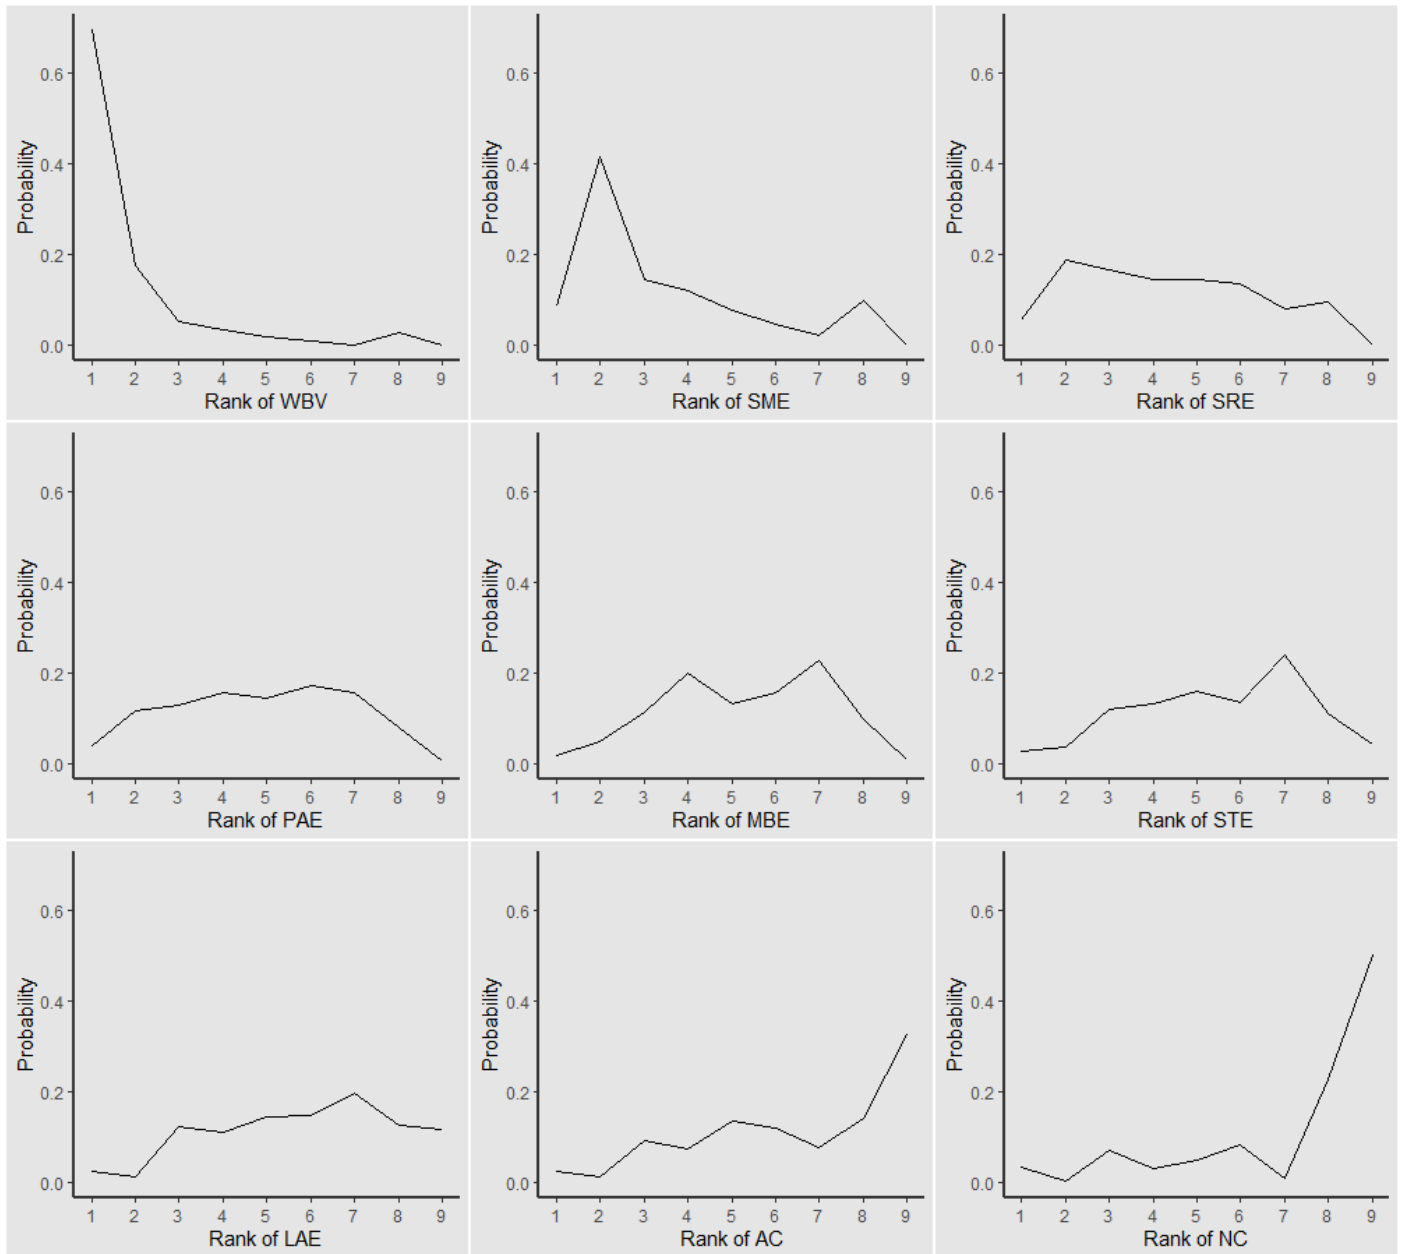 Probability
0.6
0.4
0.2
0.0
1 2 3 4 5 6 7 8 9
Rank of WBV
Probability
0.6
0.4
0.2
0.0
1 2 3 4 5 6 7 8 9
Rank of SME
Probability
0.6
0.4
0.2
0.0
1 2 3 4 5 6 7 8 9
Rank of SRE
Probability
0.6
0.4
0.2
0.0
1 2 3 4 5 6 7 8 9
Rank of PAE
Probability
0.6
0.4
0.2
0.0
1 2 3 4 5 6 7 8 9
Rank of MBE
Probability
0.6
0.4
0.2
0.0
1 2 3 4 5 6 7 8 9
Rank of STE
Probability
0.6
0.4
0.2
0.0
1 2 3 4 5 6 7 8 9
Rank of LAE
Probability
0.6
0.4
0.2
0.0
1 2 3 4 5 6 7 8 9
Rank of AC
Probability
0.6
0.4
0.2
0.0
1 2 3 4 5 6 7 8 9
Rank of NC